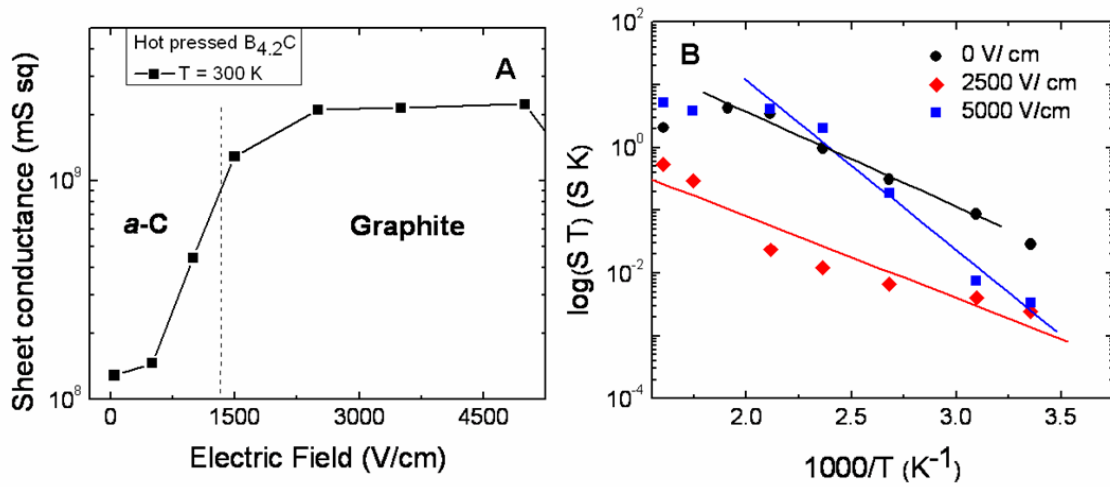 Hot pressed B4.2C
T = 300 K
A
Sheet conductance (mS sq)
10^9
10^8
a-C
Graphite
0
1500
3000
4500
Electric Field (V/cm)
B
0 V/ cm
2500 V/ cm
5000 V/cm
log(S T) (S K)
10^2
10^0
10^-2
10^-4
2.0
2.5
3.0
3.5
1000/T (K^-1)